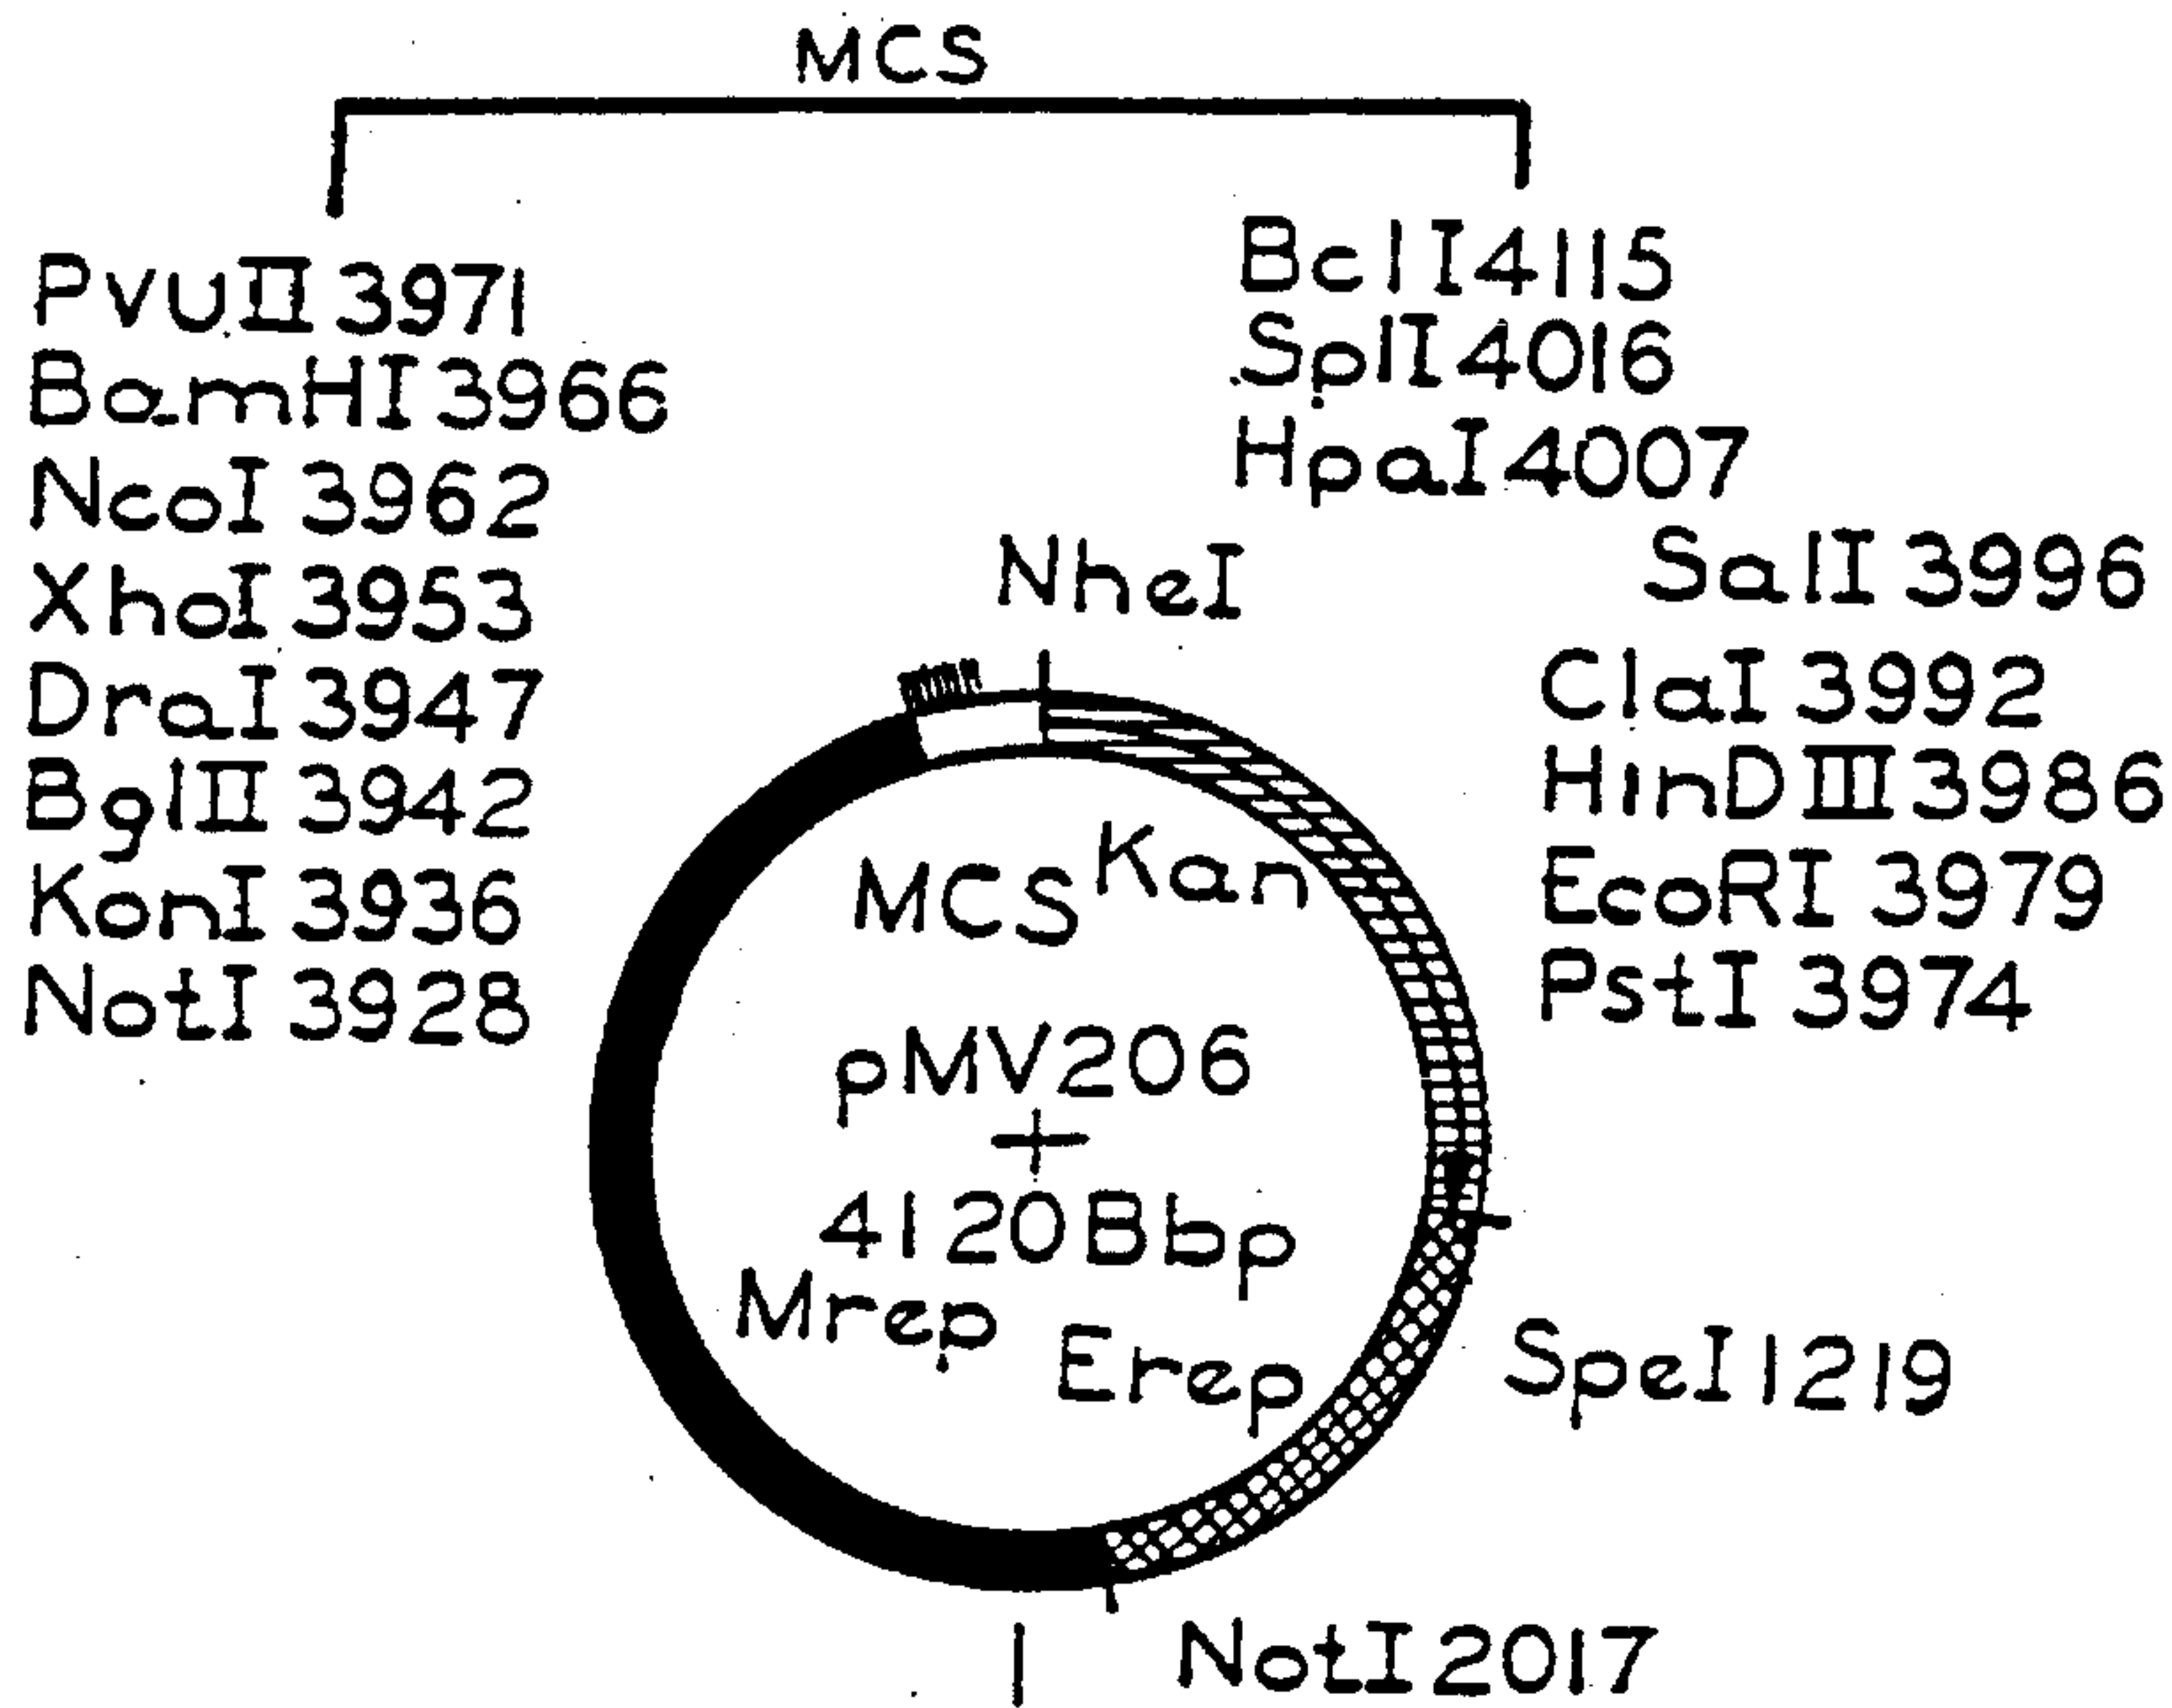 MCS
PvuII 3971
BamHI 3966
NcoI 3962
XhoI 3953
DraI 3947
BglII 3942
KonI 3936
NotI 3928
BclI 4115
SplI 4016
HpaI 4007
SalI 3996
ClaI 3992
HinDIII 3986
EcoRI 3979
PstI 3974
NheI
MCS Kan
pMV206
4120Bbp
Mrep Erep
SpeI 1219
NotI 2017